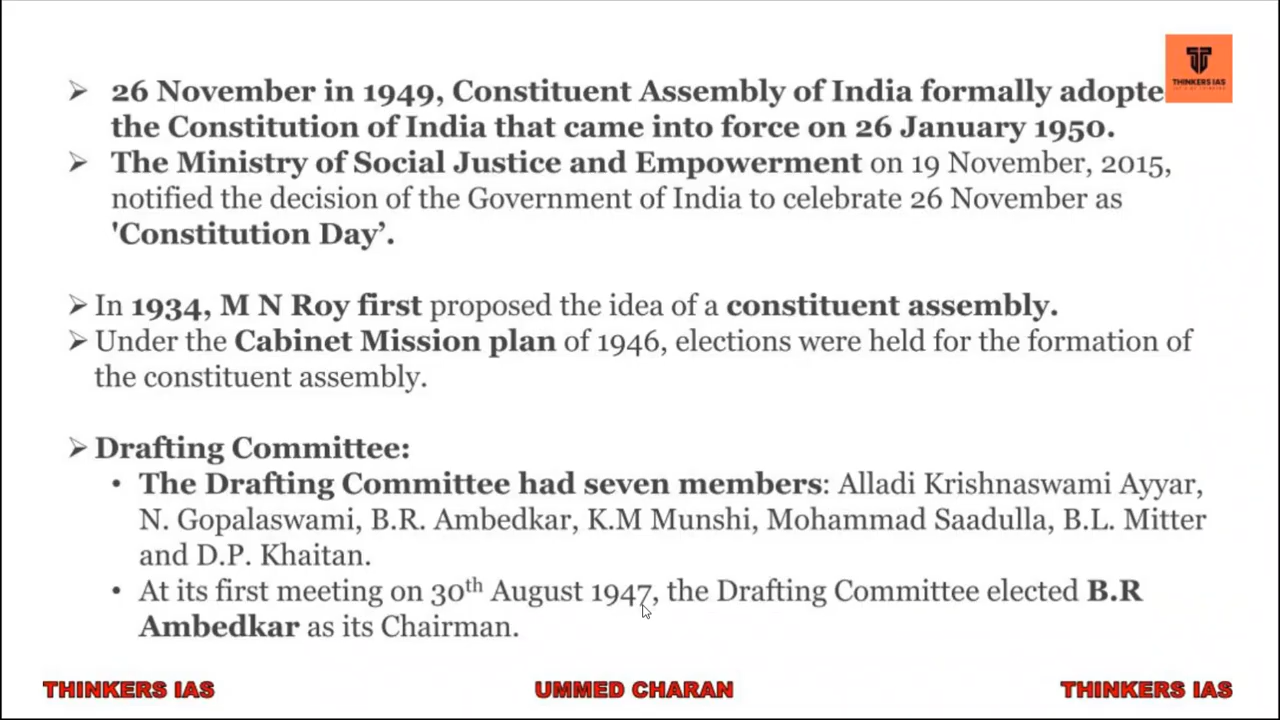 ➢ 26 November in 1949, Constituent Assembly of India formally adopte
the Constitution of India that came into force on 26 January 1950.
➢ The Ministry of Social Justice and Empowerment on 19 November, 2015,
notified the decision of the Government of India to celebrate 26 November as
'Constitution Day’.
➢ In 1934, M N Roy first proposed the idea of a constituent assembly.
➢ Under the Cabinet Mission plan of 1946, elections were held for the formation of
the constituent assembly.
➢ Drafting Committee:
• The Drafting Committee had seven members: Alladi Krishnaswami Ayyar,
N. Gopalaswami, B.R. Ambedkar, K.M Munshi, Mohammad Saadulla, B.L. Mitter
and D.P. Khaitan.
• At its first meeting on 30th August 1947, the Drafting Committee elected B.R
Ambedkar as its Chairman.
THINKERS IAS
THINKERS IAS UMMED CHARAN THINKERS IAS